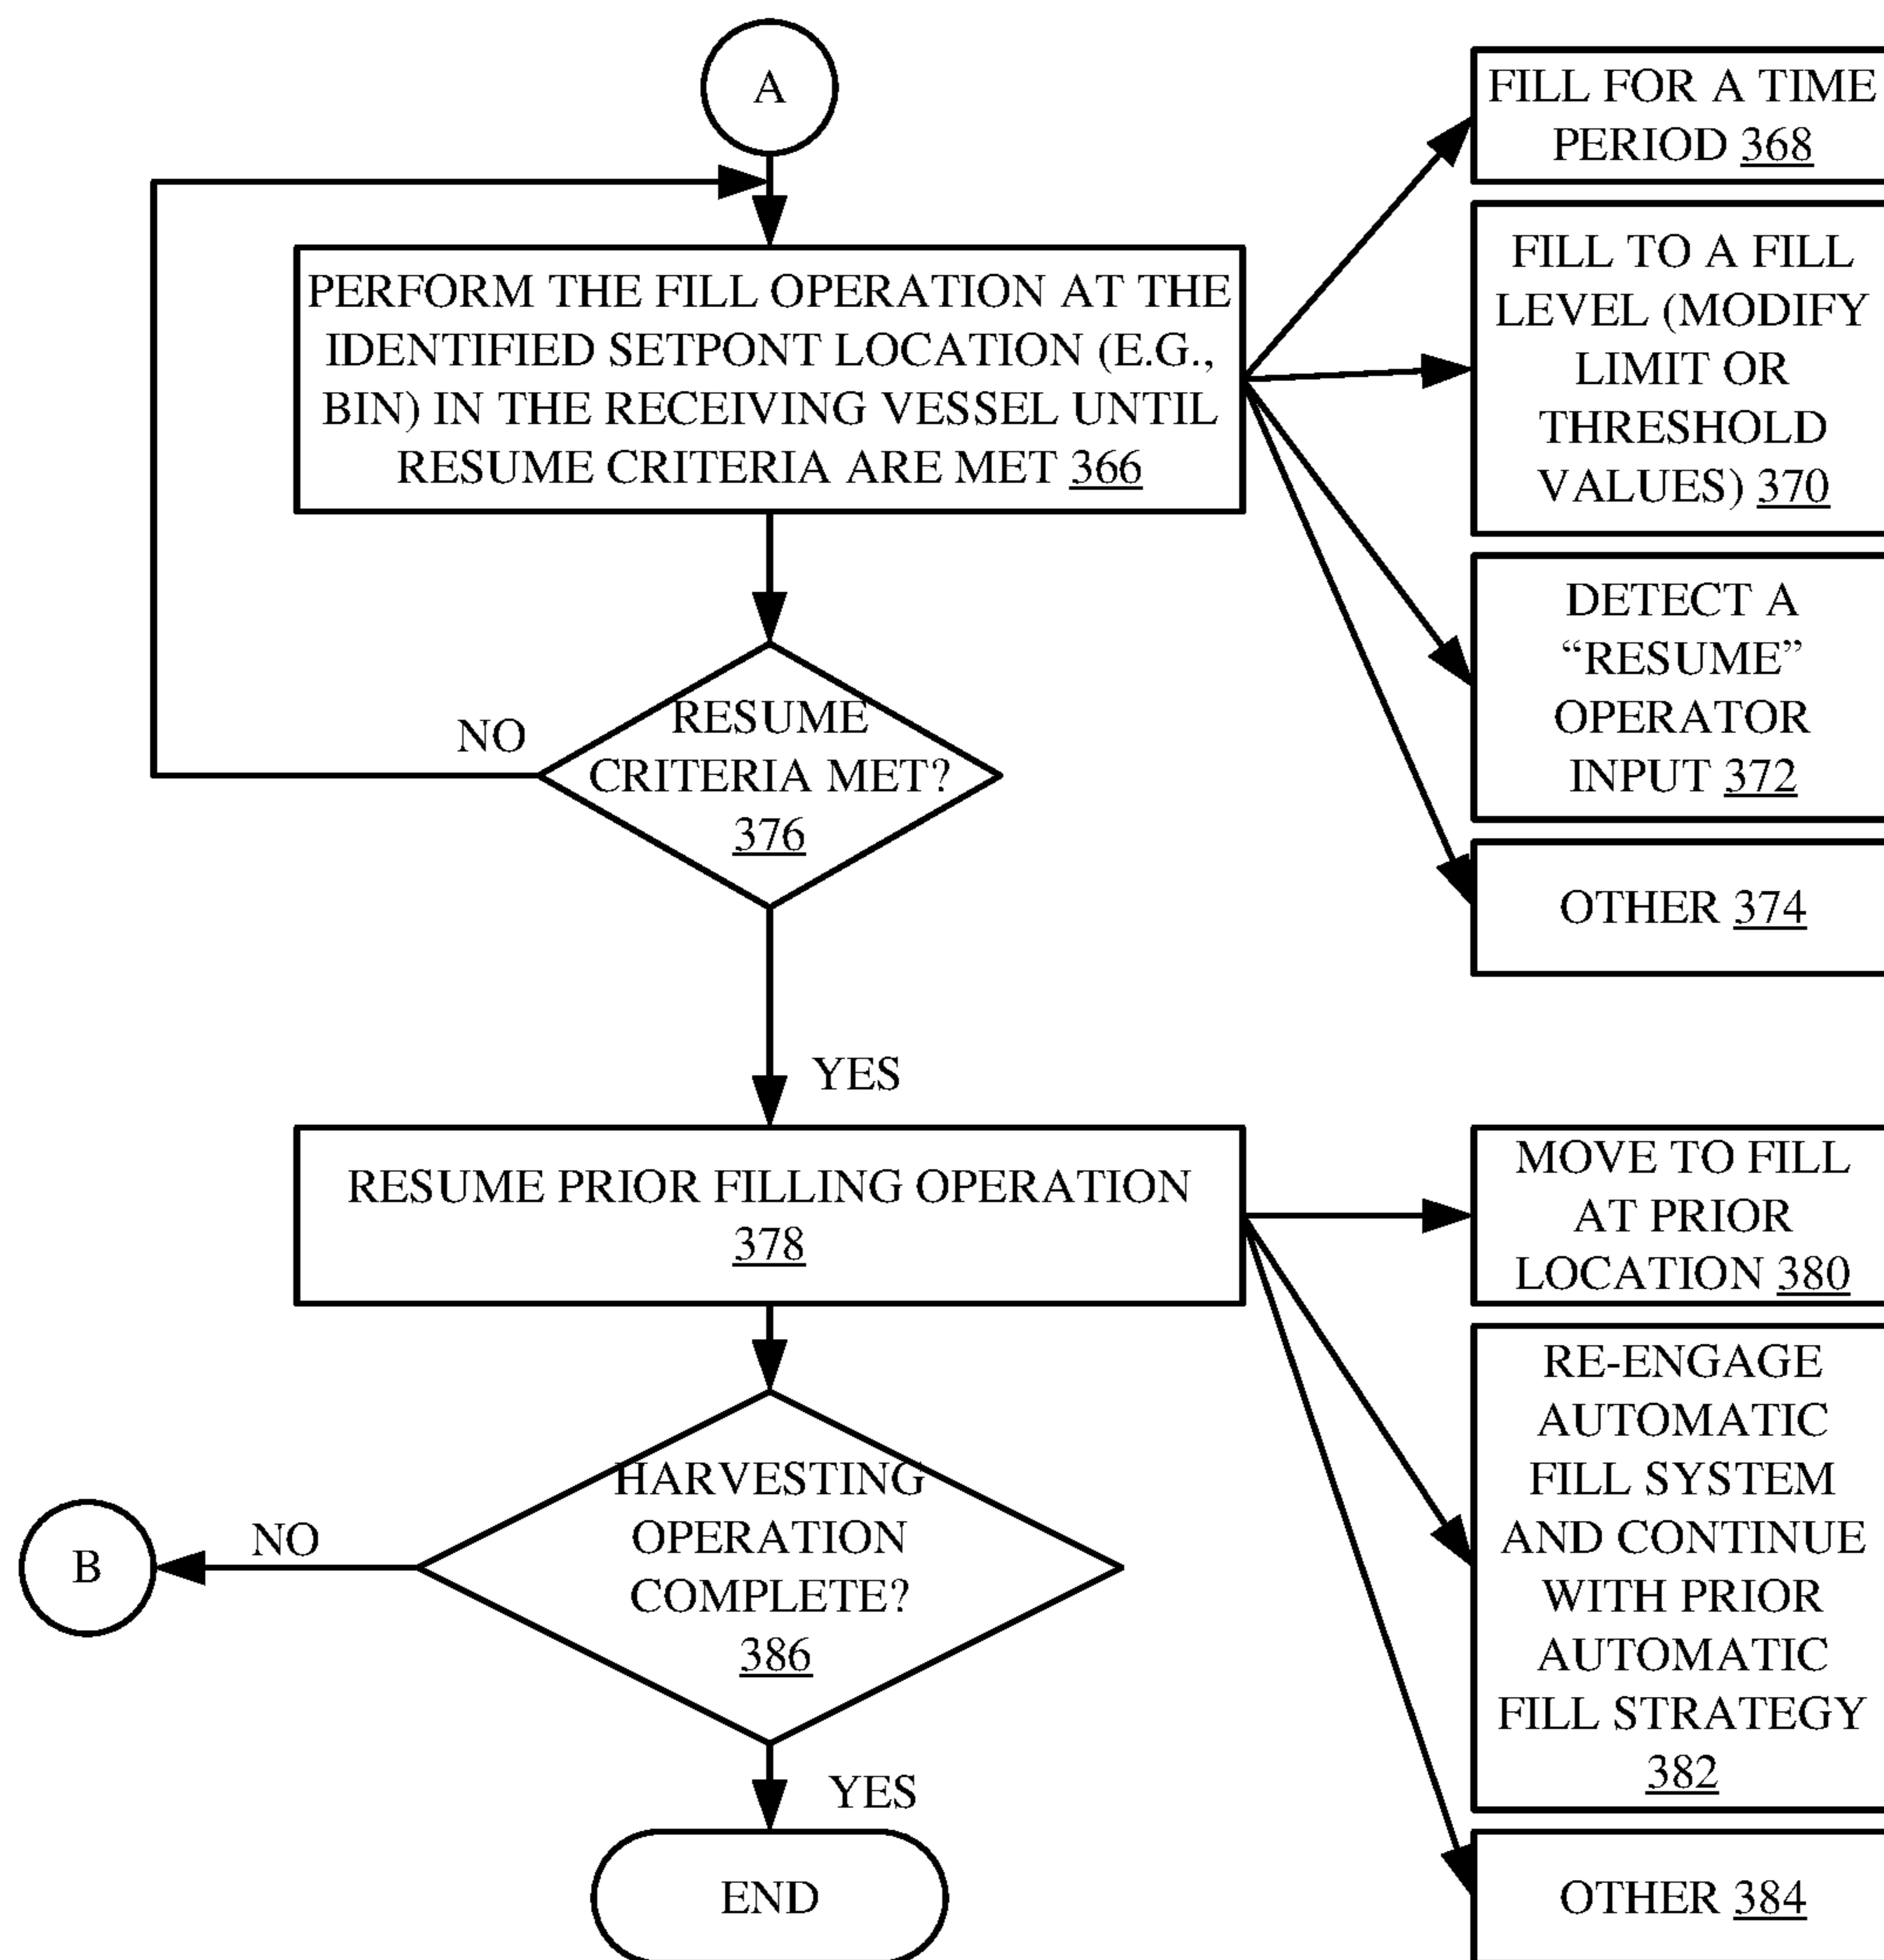 A
PERFORM THE FILL OPERATION AT THE
IDENTIFIED SETPONT LOCATION (E.G.,
BIN) IN THE RECEIVING VESSEL UNTIL
RESUME CRITERIA ARE MET 366
FILL FOR A TIME
PERIOD 368
FILL TO A FILL
LEVEL (MODIFY
LIMIT OR
THRESHOLD
VALUES) 370
DETECT A
“RESUME”
OPERATOR
INPUT 372
OTHER 374
RESUME
CRITERIA MET?
376
NO
YES
RESUME PRIOR FILLING OPERATION
378
MOVE TO FILL
AT PRIOR
LOCATION 380
RE-ENGAGE
AUTOMATIC
FILL SYSTEM
AND CONTINUE
WITH PRIOR
AUTOMATIC
FILL STRATEGY
382
OTHER 384
HARVESTING
OPERATION
COMPLETE?
386
NO
B
YES
END